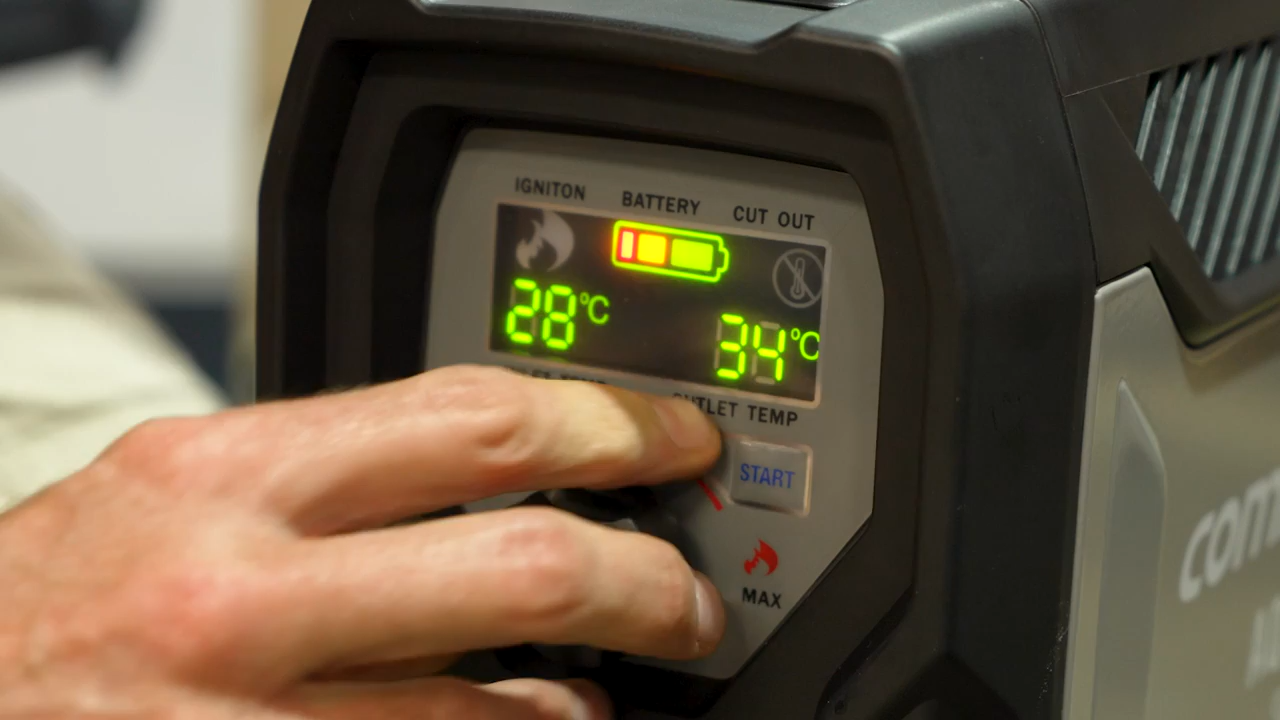 IGNITON BATTERY CUT OUT
28°C 34°C
OUTLET TEMP
START
MAX